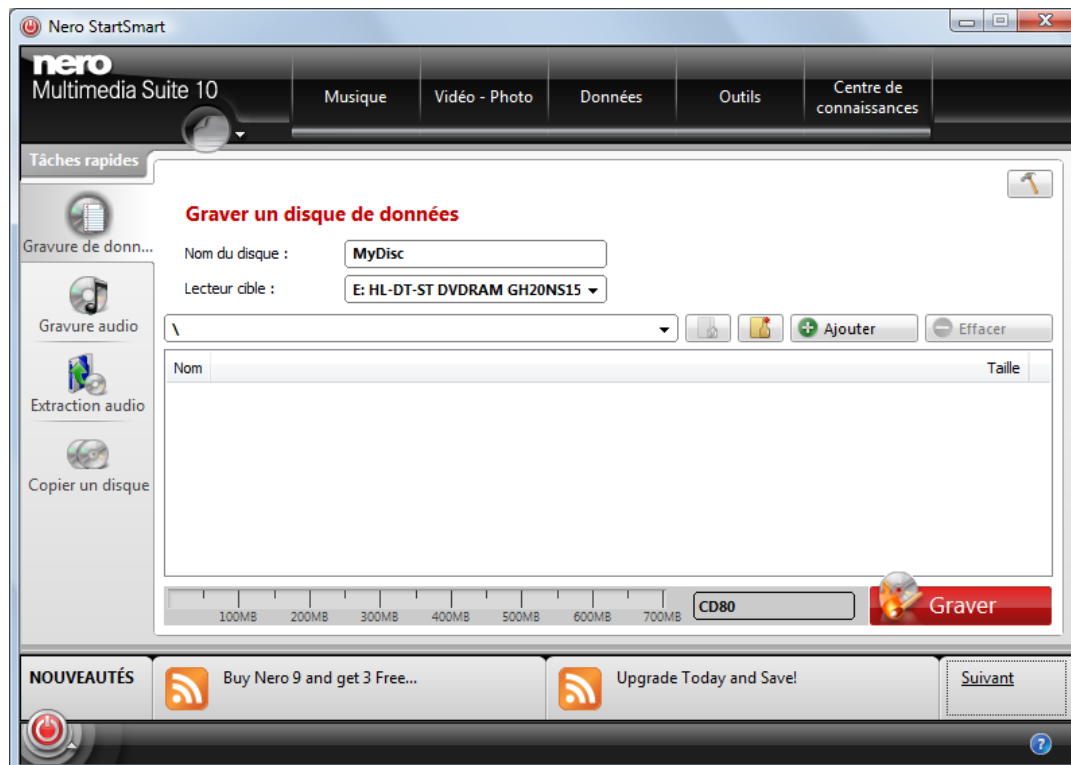 Nero StartSmart
nero
Multimedia Suite 10
Musique
Vidéo - Photo
Données
Outils
Centre de
connaissances
Tâches rapides
Graver un disque de données
Gravure de donn...
Nom du disque :
MyDisc
Lecteur cible :
E: HL-DT-ST DVDRAM GH20NS15
Gravure audio
\
Ajouter
Effacer
Nom
Taille
Extraction audio
Copier un disque
100MB
200MB
300MB
400MB
500MB
600MB
700MB
CD80
Graver
NOUVEAUTÉS
Buy Nero 9 and get 3 Free...
Upgrade Today and Save!
Suivant
?